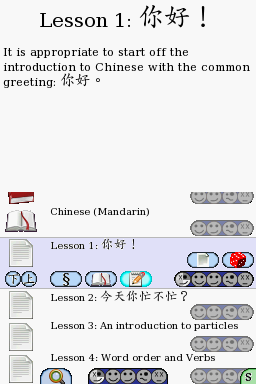 Lesson 1: 你好！
It is appropriate to start off the
introduction to Chinese with the common
greeting: 你好。
Chinese (Mandarin)
Lesson 1: 你好！
下 上
§
Lesson 2: 今天你忙不忙？
Lesson 3: An introduction to particles
Lesson 4: Word order and Verbs
S